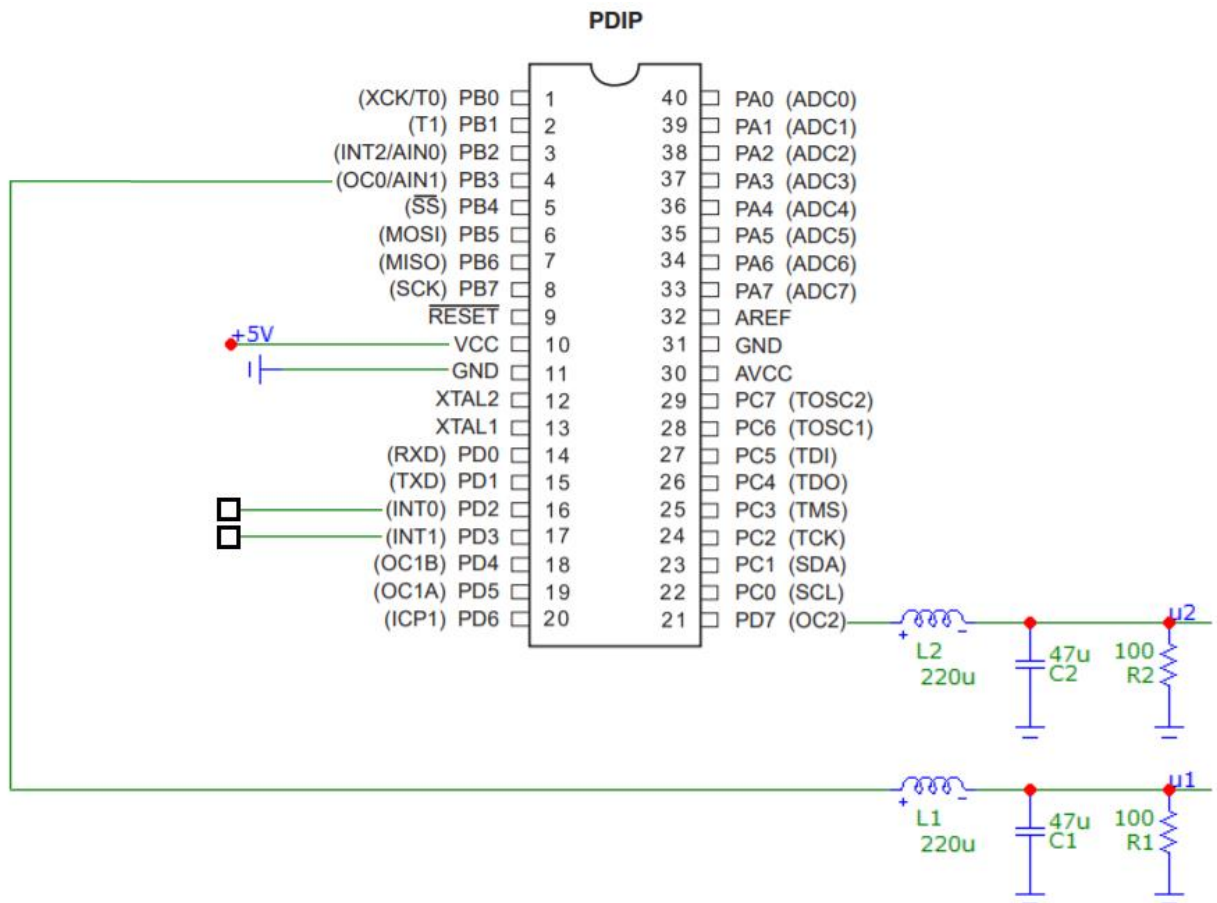 PDIP
(XCK/T0) PB0 1 40 PA0 (ADC0)
(T1) PB1 2 39 PA1 (ADC1)
(INT2/AIN0) PB2 3 38 PA2 (ADC2)
(OC0/AIN1) PB3 4 37 PA3 (ADC3)
(SS) PB4 5 36 PA4 (ADC4)
(MOSI) PB5 6 35 PA5 (ADC5)
(MISO) PB6 7 34 PA6 (ADC6)
(SCK) PB7 8 33 PA7 (ADC7)
RESET 9 32 AREF
+5V
VCC 10 31 GND
GND 11 30 AVCC
XTAL2 12 29 PC7 (TOSC2)
XTAL1 13 28 PC6 (TOSC1)
(RXD) PD0 14 27 PC5 (TDI)
(TXD) PD1 15 26 PC4 (TDO)
(INT0) PD2 16 25 PC3 (TMS)
(INT1) PD3 17 24 PC2 (TCK)
(OC1B) PD4 18 23 PC1 (SDA)
(OC1A) PD5 19 22 PC0 (SCL)
(ICP1) PD6 20 21 PD7 (OC2)
u2
+ -
L2
220u
47u
C2
100
R2
u1
+ -
L1
220u
47u
C1
100
R1